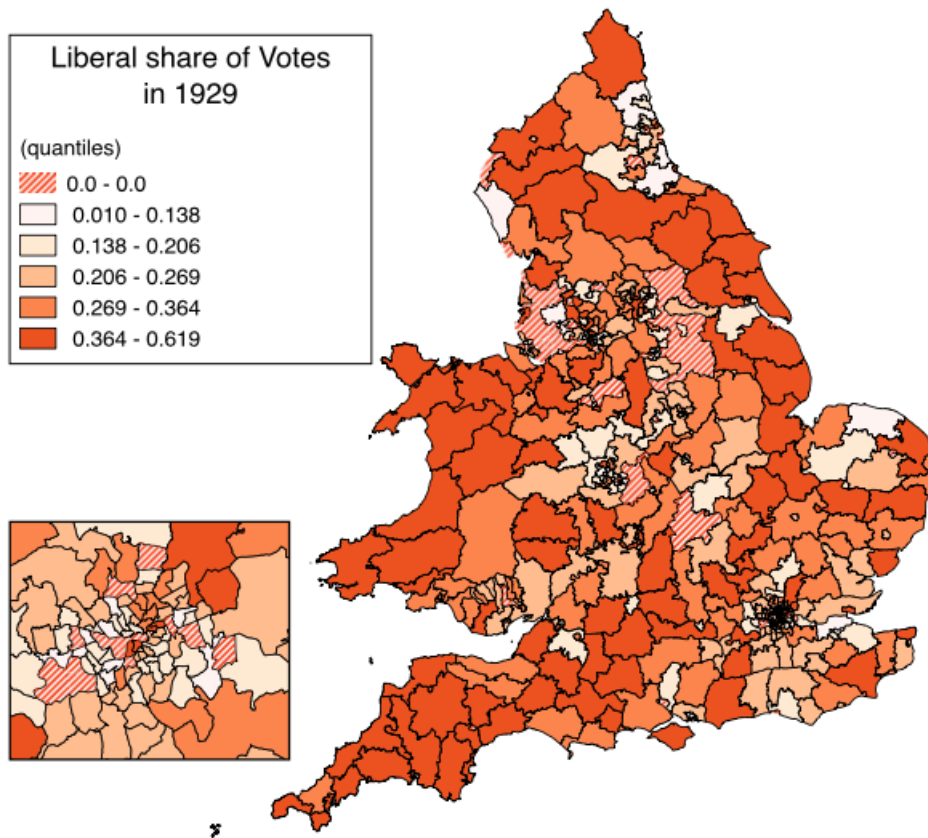 Liberal share of Votes
in 1929
(quantiles)
0.0 - 0.0
0.010 - 0.138
0.138 - 0.206
0.206 - 0.269
0.269 - 0.364
0.364 - 0.619